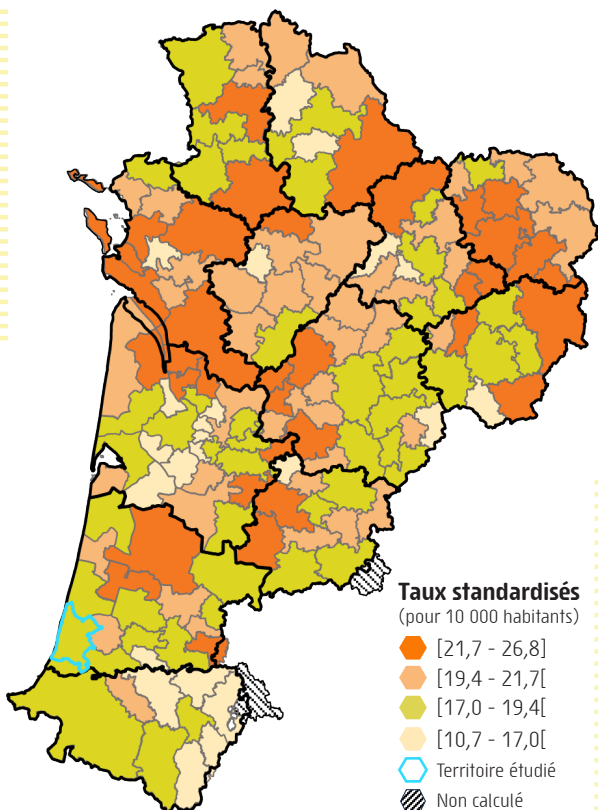 Taux standardisés
(pour 10 000 habitants)
[21,7 - 26,8]
[19,4 - 21,7[
[17,0 - 19,4[
[10,7 - 17,0[
Territoire étudié
Non calculé